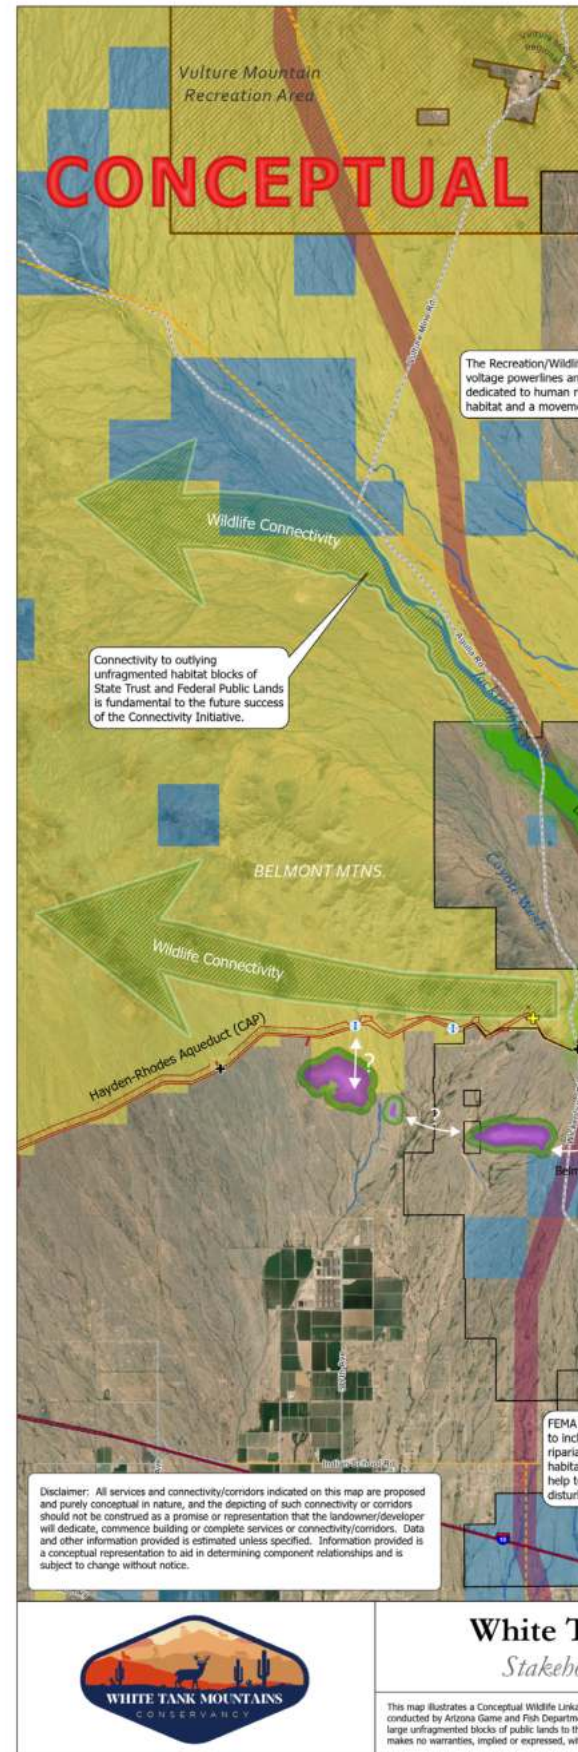 Vulture Mountain
Recreation Area
CONCEPTUAL
Vulture Mine Rd
The Recreation/Wildli
voltage powerlines an
dedicated to human r
habitat and a moveme
Wildlife Connectivity
Aguila Rd
Connectivity to outlying
unfragmented habitat blocks of
State Trust and Federal Public Lands
is fundamental to the future success
of the Connectivity Initiative.
BELMONT MTNS.
Coyote Wash
Wildlife Connectivity
Hayden-Rhodes Aqueduct (CAP)
?
?
Belm
Indian School Rd
FEMA
to incl
riparia
habita
help t
disturb
Disclaimer: All services and connectivity/corridors indicated on this map are proposed
and purely conceptual in nature, and the depicting of such connectivity or corridors
should not be construed as a promise or representation that the landowner/developer
will dedicate, commence building or complete services or connectivity/corridors. Data
and other information provided is estimated unless specified. Information provided is
a conceptual representation to aid in determining component relationships and is
subject to change without notice.
10
WHITE TANK MOUNTAINS
CONSERVANCY
White T
Stakeho
This map illustrates a Conceptual Wildlife Linka
conducted by Arizona Game and Fish Departme
large unfragmented blocks of public lands to th
makes no warranties, implied or expressed, wi